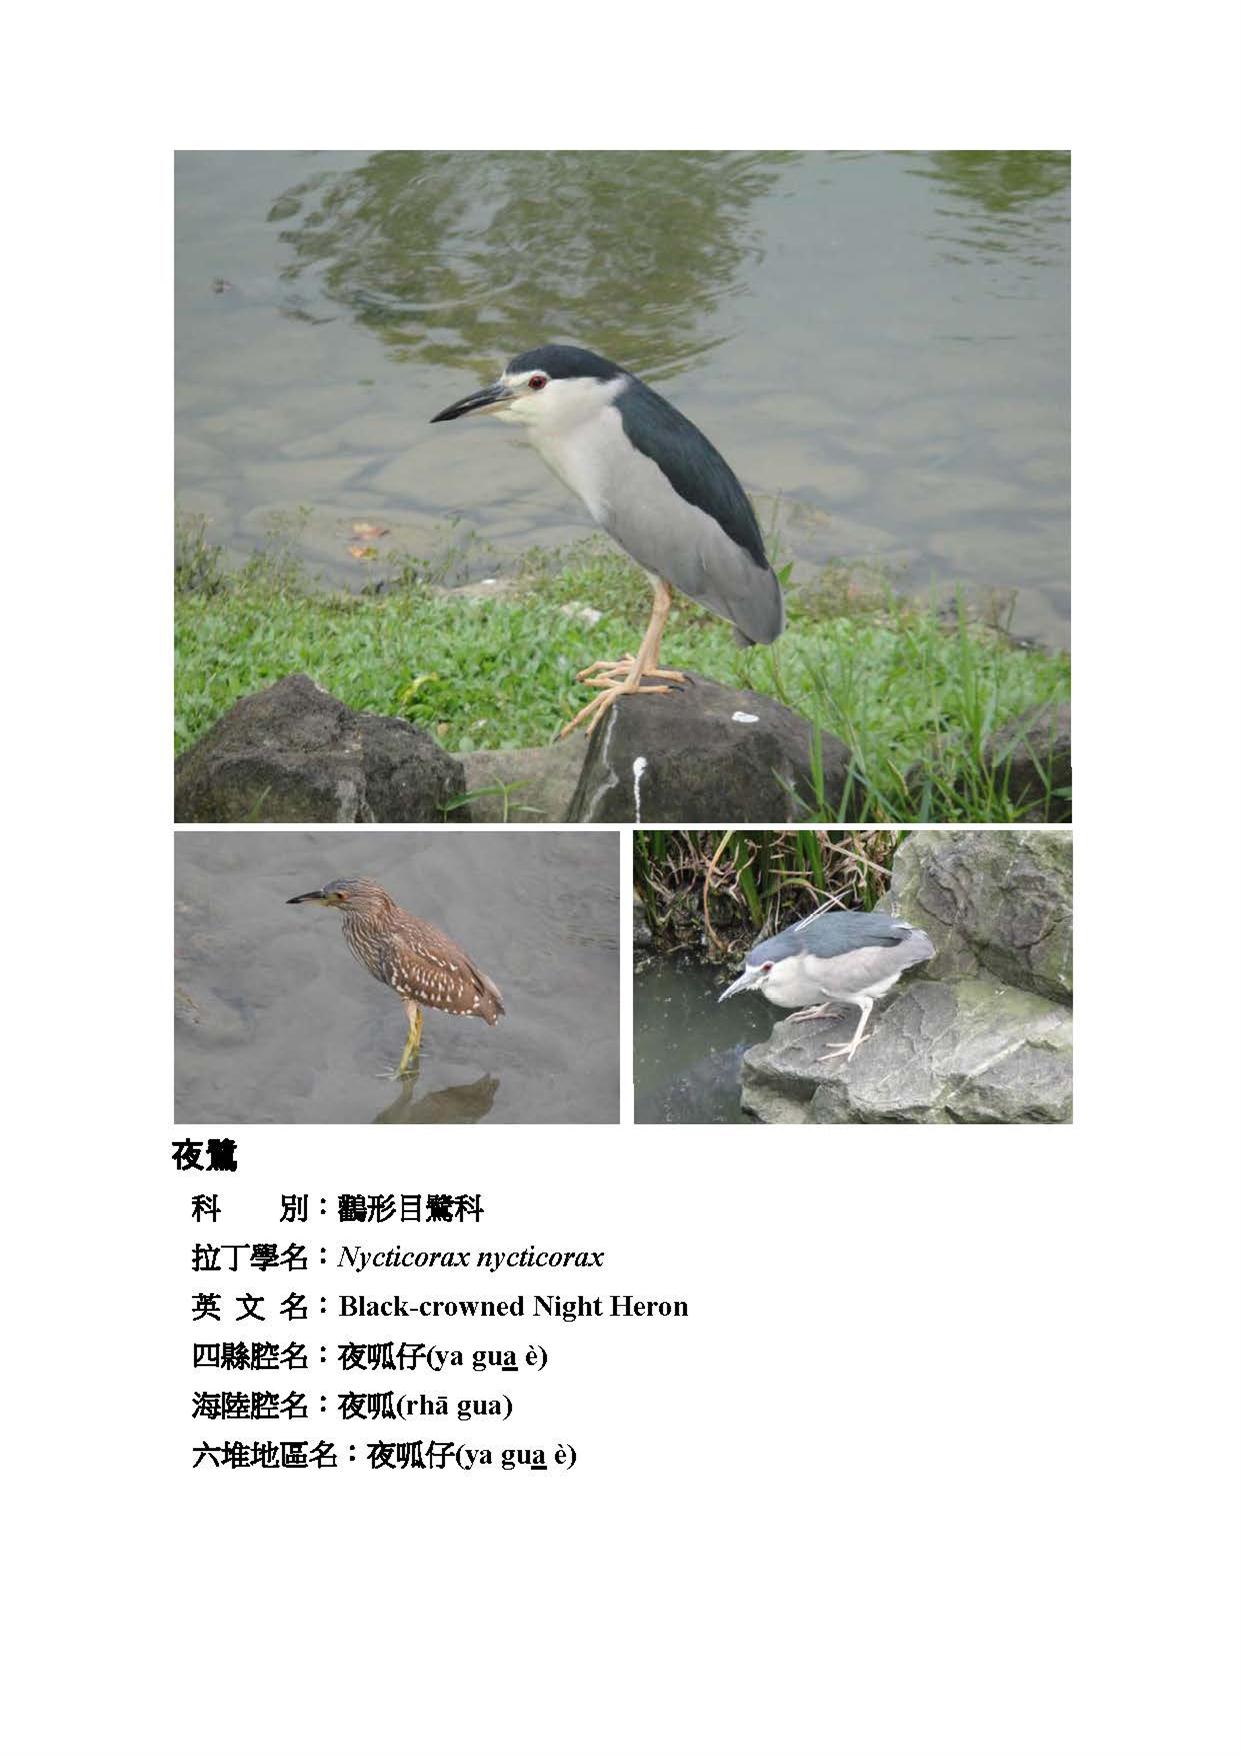 夜鷺
科　　別：鸛形目鷺科
拉丁學名：Nycticorax nycticorax
英 文 名：Black-crowned Night Heron
四縣腔名：夜呱仔(ya gua è)
海陸腔名：夜呱(rhā gua)
六堆地區名：夜呱仔(ya gua è)